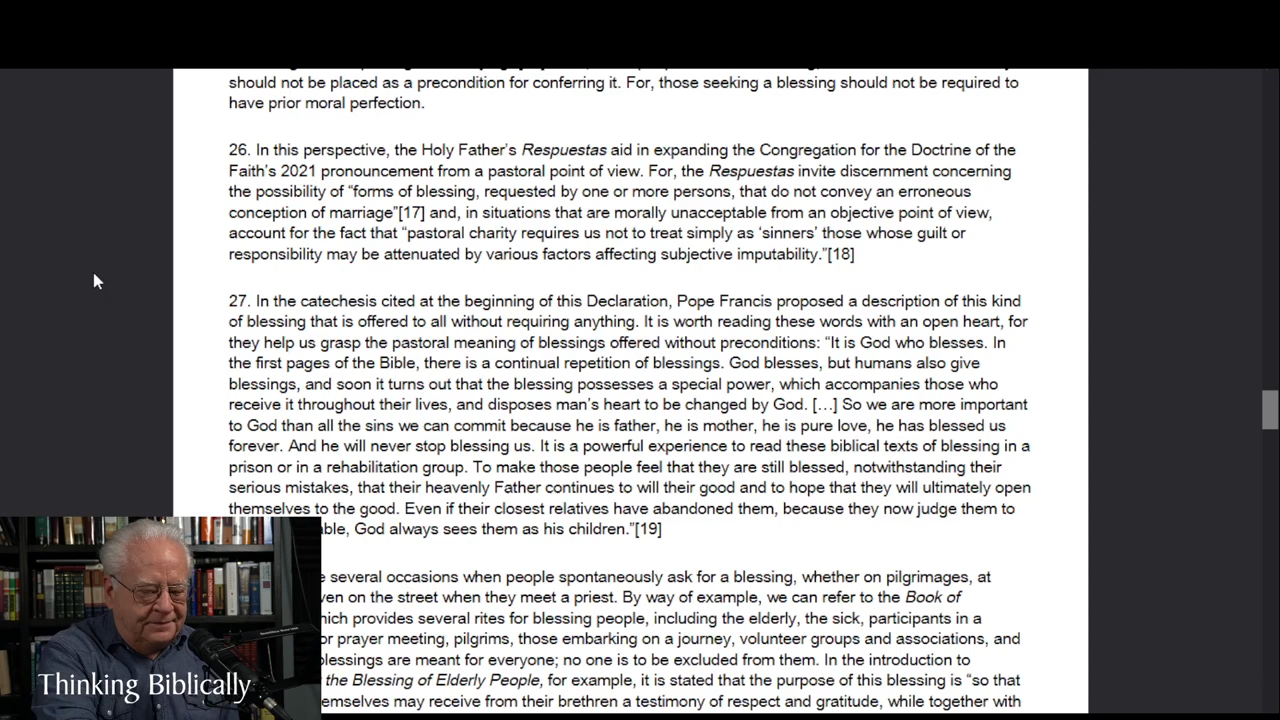 should not be placed as a precondition for conferring it. For, those seeking a blessing should not be required to
have prior moral perfection.
26. In this perspective, the Holy Father's Respuestas aid in expanding the Congregation for the Doctrine of the
Faith's 2021 pronouncement from a pastoral point of view. For, the Respuestas invite discernment concerning
the possibility of “forms of blessing, requested by one or more persons, that do not convey an erroneous
conception of marriage”[17] and, in situations that are morally unacceptable from an objective point of view,
account for the fact that “pastoral charity requires us not to treat simply as ‘sinners’ those whose guilt or
responsibility may be attenuated by various factors affecting subjective imputability.”[18]
27. In the catechesis cited at the beginning of this Declaration, Pope Francis proposed a description of this kind
of blessing that is offered to all without requiring anything. It is worth reading these words with an open heart, for
they help us grasp the pastoral meaning of blessings offered without preconditions: “It is God who blesses. In
the first pages of the Bible, there is a continual repetition of blessings. God blesses, but humans also give
blessings, and soon it turns out that the blessing possesses a special power, which accompanies those who
receive it throughout their lives, and disposes man's heart to be changed by God. […] So we are more important
to God than all the sins we can commit because he is father, he is mother, he is pure love, he has blessed us
forever. And he will never stop blessing us. It is a powerful experience to read these biblical texts of blessing in a
prison or in a rehabilitation group. To make those people feel that they are still blessed, notwithstanding their
serious mistakes, that their heavenly Father continues to will their good and to hope that they will ultimately open
themselves to the good. Even if their closest relatives have abandoned them, because they now judge them to
able, God always sees them as his children.”[19]
e several occasions when people spontaneously ask for a blessing, whether on pilgrimages, at
ven on the street when they meet a priest. By way of example, we can refer to the Book of
hich provides several rites for blessing people, including the elderly, the sick, participants in a
or prayer meeting, pilgrims, those embarking on a journey, volunteer groups and associations, and
blessings are meant for everyone; no one is to be excluded from them. In the introduction to
the Blessing of Elderly People, for example, it is stated that the purpose of this blessing is “so that
emselves may receive from their brethren a testimony of respect and gratitude, while together with
Thinking Biblically